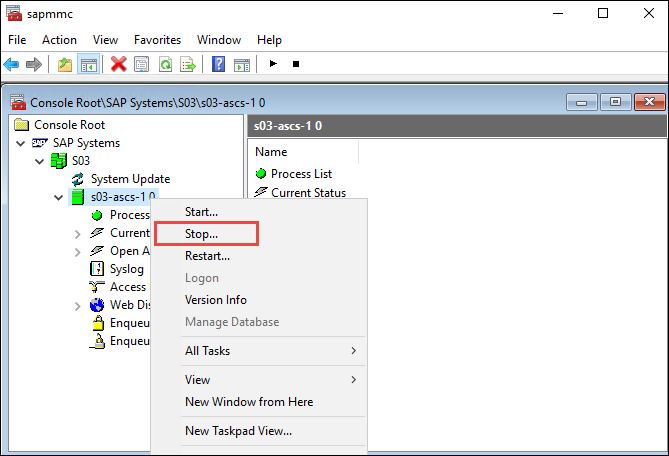 sapmmc
File Action View Favorites Window Help
Console Root\SAP Systems\S03\s03-ascs-1 0
Console Root
SAP Systems
S03
System Update
s03-ascs-1 0
Process
Current
Open A
Syslog
Access
Web Dis
Enqueu
Enqueu
s03-ascs-1 0
Name
Process List
Current Status
Start...
Stop...
Restart...
Logon
Version Info
Manage Database
All Tasks
View
New Window from Here
New Taskpad View...